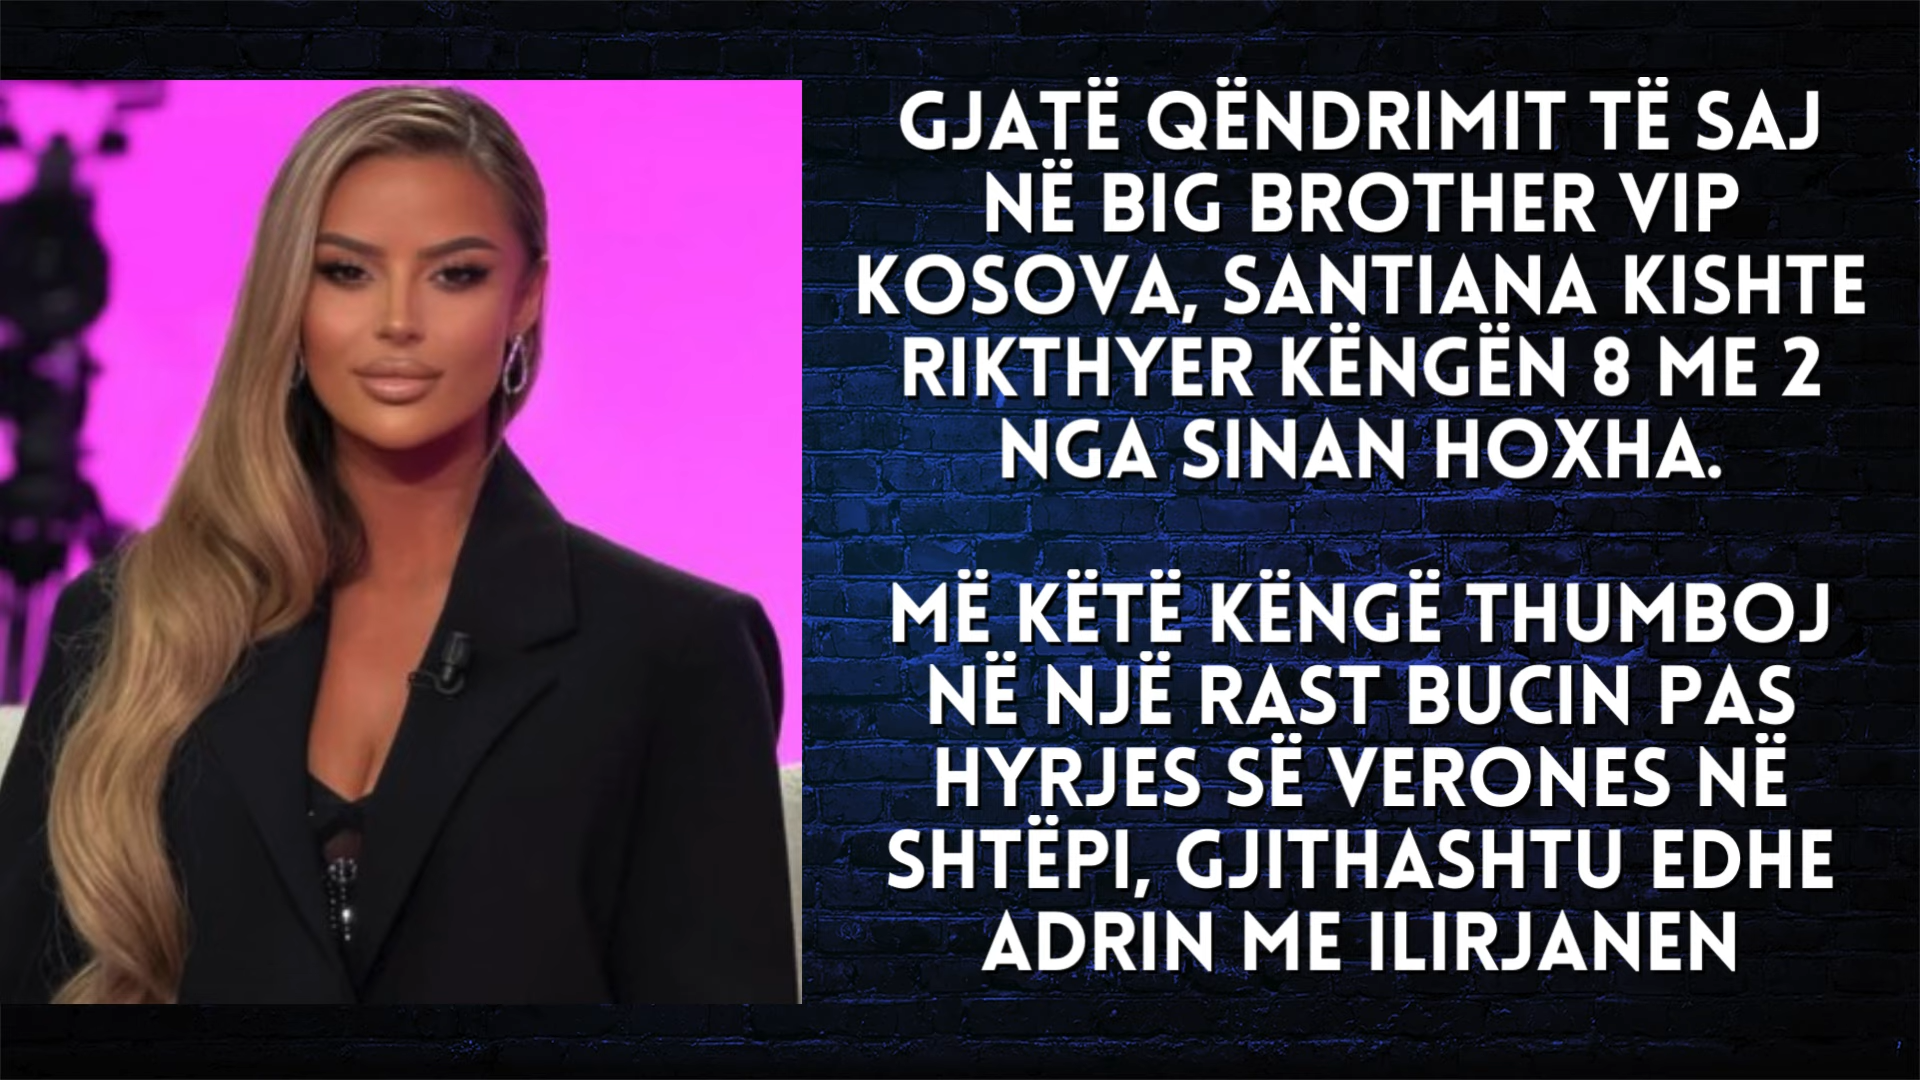 GJATË QËNDRIMIT TË SAJ
NË BIG BROTHER VIP
KOSOVA, SANTIANA KISHTE
RIKTHYER KËNGËN 8 ME 2
NGA SINAN HOXHA.
MË KËTË KËNGË THUMBOJ
NË NJË RAST BUCIN PAS
HYRJES SË VERONES NË
SHTËPI, GJITHASHTU EDHE
ADRIN ME ILIRJANEN